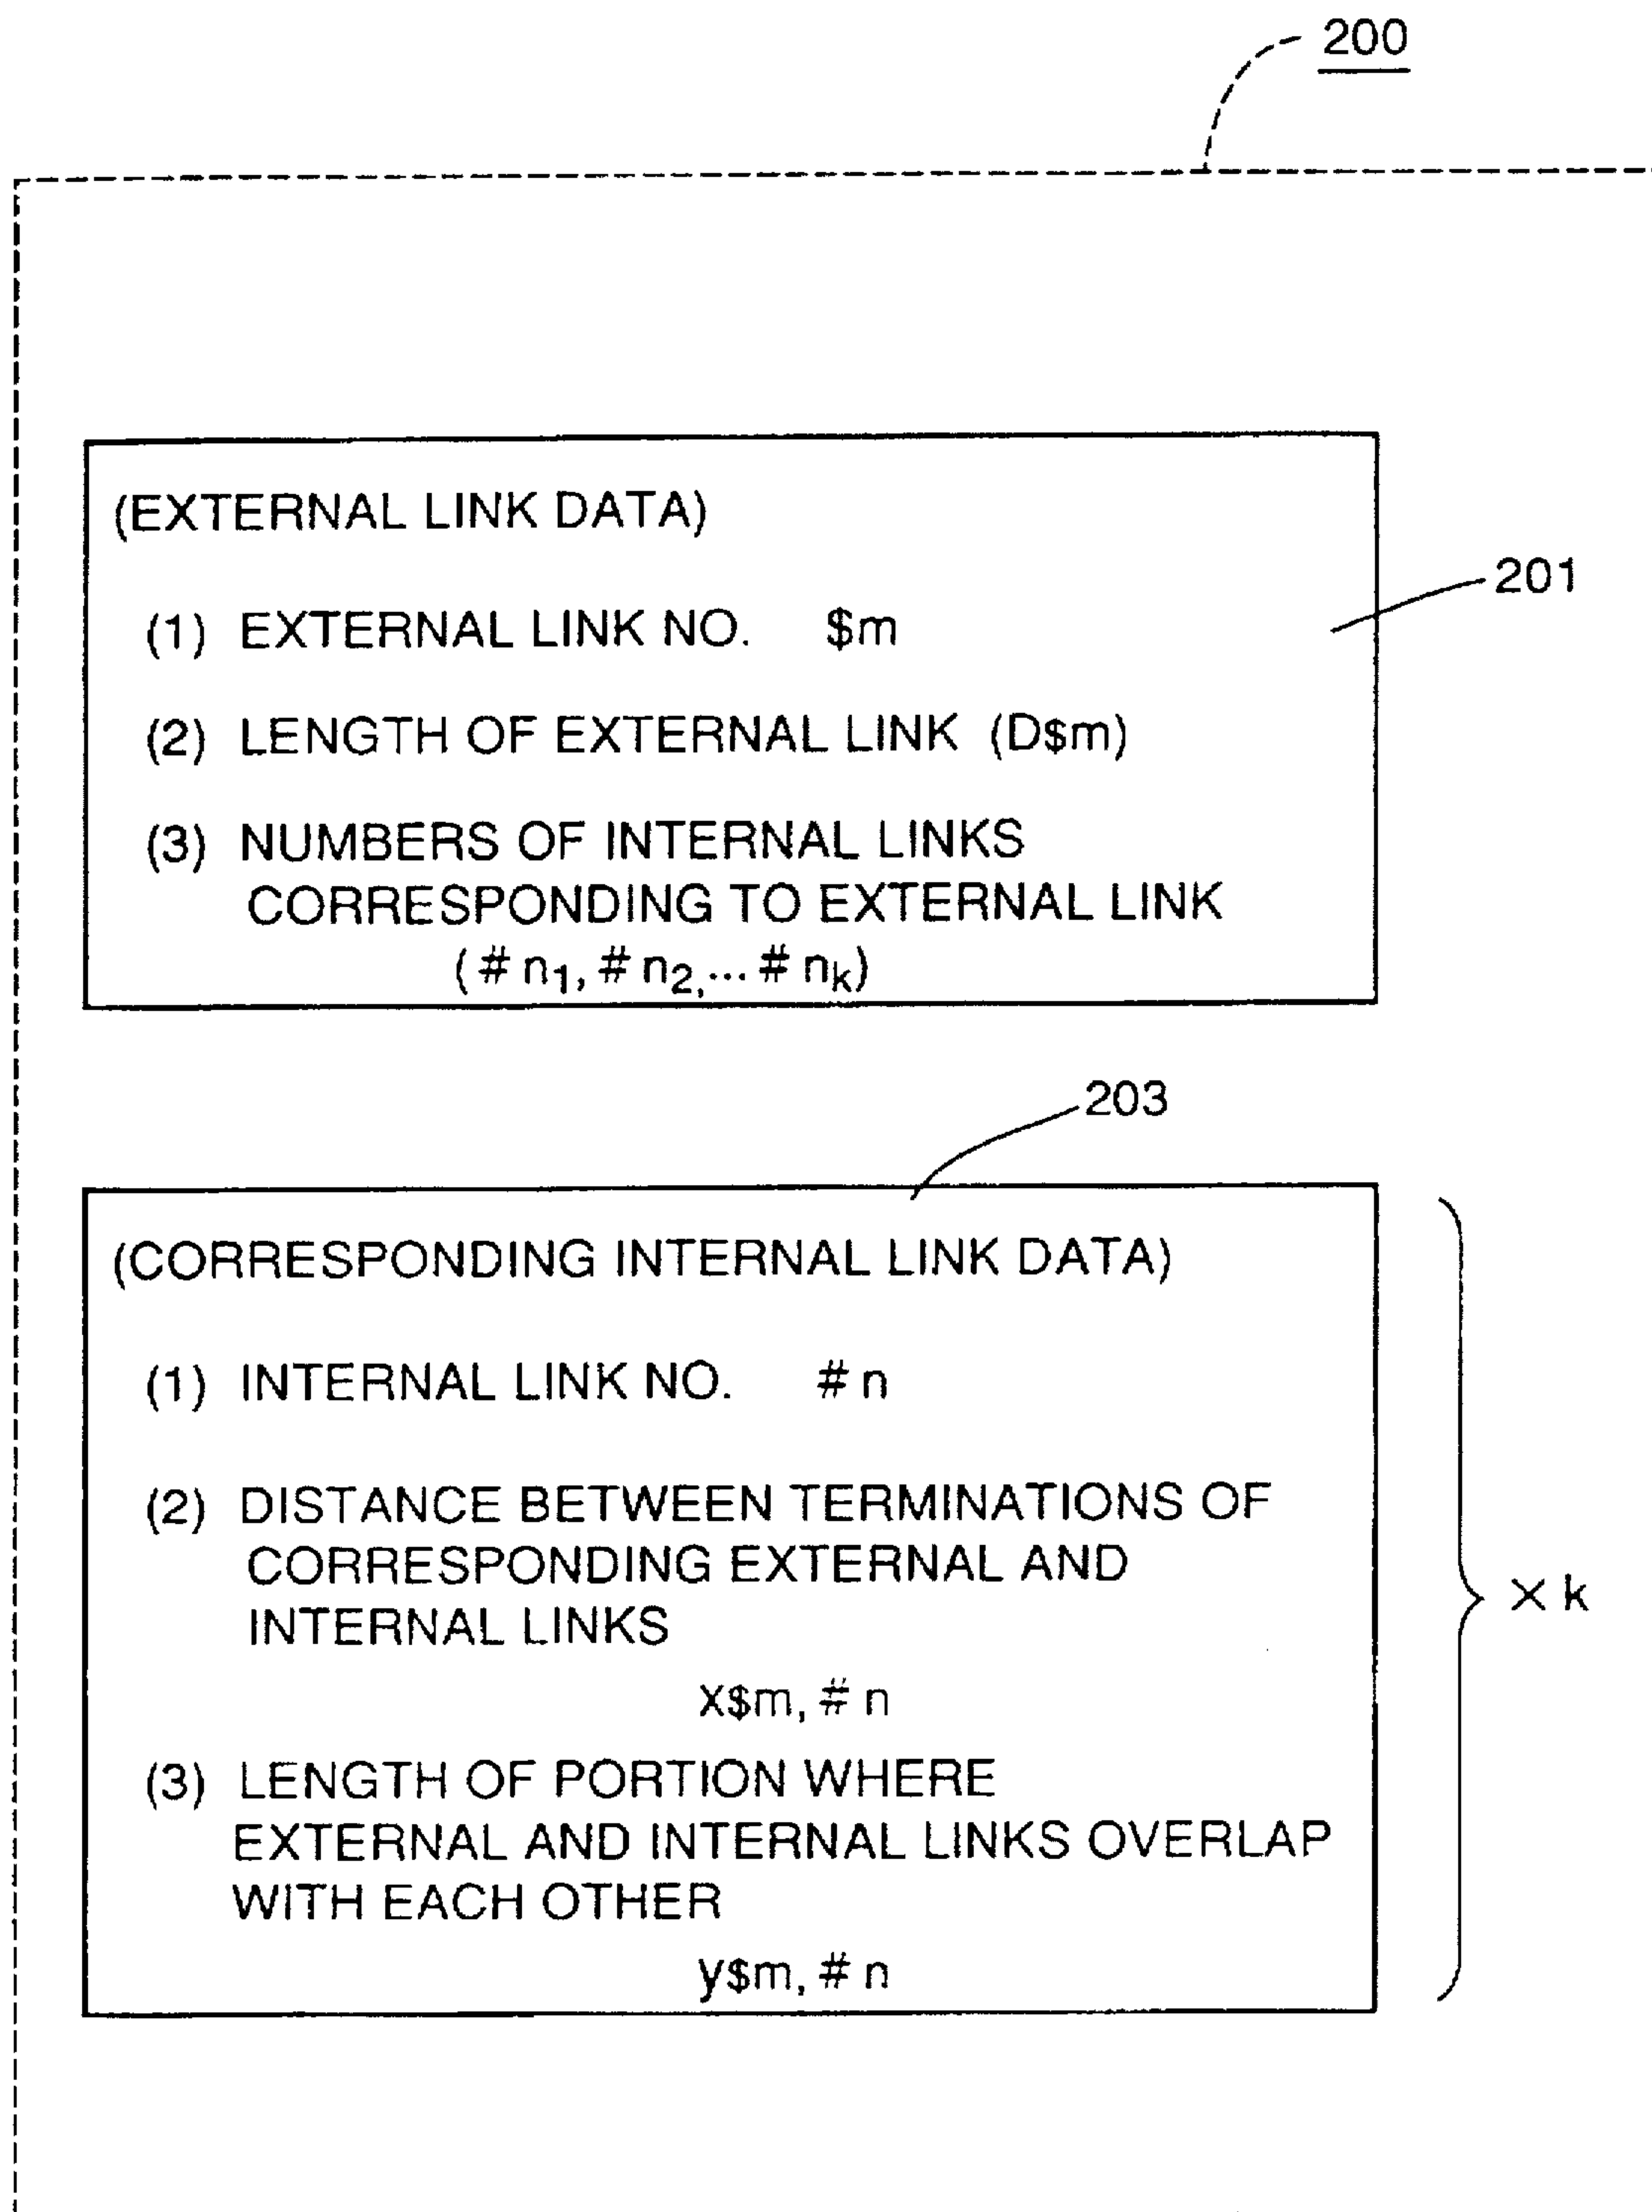 200
(EXTERNAL LINK DATA)
201
(1) EXTERNAL LINK NO. $m
(2) LENGTH OF EXTERNAL LINK (D$m)
(3) NUMBERS OF INTERNAL LINKS
CORRESPONDING TO EXTERNAL LINK
(#n1, #n2, ... #nk)
203
(CORRESPONDING INTERNAL LINK DATA)
(1) INTERNAL LINK NO. #n
(2) DISTANCE BETWEEN TERMINATIONS OF
CORRESPONDING EXTERNAL AND
INTERNAL LINKS
× k
x$m, #n
(3) LENGTH OF PORTION WHERE
EXTERNAL AND INTERNAL LINKS OVERLAP
WITH EACH OTHER
y$m, #n